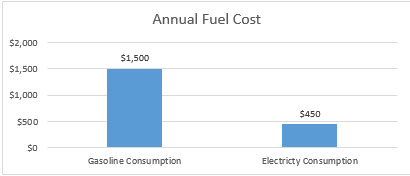 Annual Fuel Cost
$2,000
$1,500
$1,000
$500
$0
$1,500
$450
Gasoline Consumption
Electricty Consumption